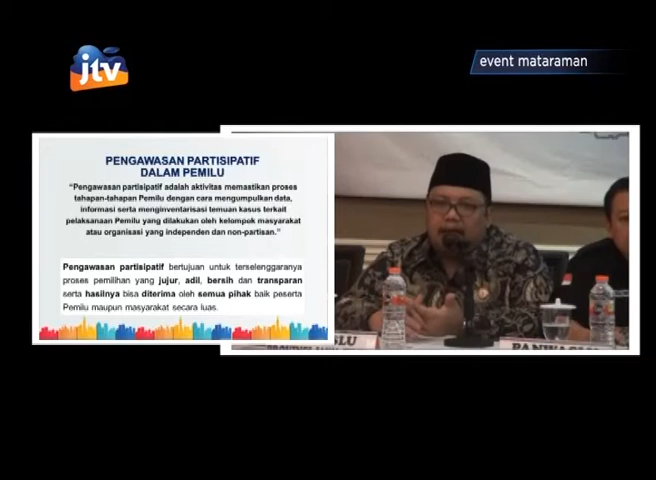 jtv
event mataraman
PENGAWASAN PARTISIPATIF
DALAM PEMILU
"Pengawasan partisipatif adalah aktivitas memastikan proses
tahapan-tahapan Pemilu dengan cara mengumpulkan data,
informasi serta menginventarisasi temuan kasus terkait
pelaksanaan Pemilu yang dilakukan oleh kelompok masyarakat
atau organisasi yang independen dan non-partisan."
Pengawasan partisipatif bertujuan untuk terselenggaranya
proses pemilihan yang jujur, adil, bersih dan transparan
serta hasilnya bisa diterima oleh semua pihak baik peserta
Pemilu maupun masyarakat secara luas.